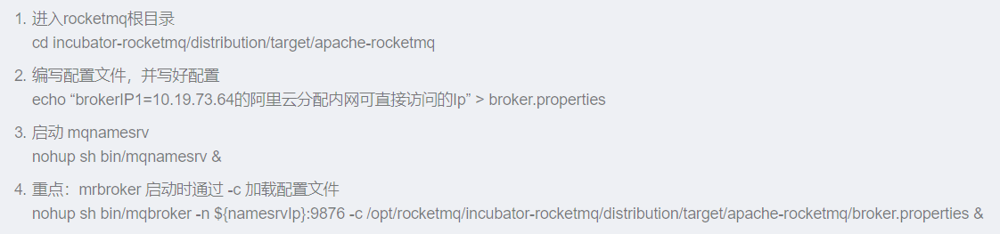 1. 进入rocketmq根目录
cd incubator-rocketmq/distribution/target/apache-rocketmq
2. 编写配置文件，并写好配置
echo “brokerIP1=10.19.73.64的阿里云分配内网可直接访问的Ip” > broker.properties
3. 启动 mqnamesrv
nohup sh bin/mqnamesrv &
4. 重点：mrbroker 启动时通过 -c 加载配置文件
nohup sh bin/mqbroker -n ${namesrvIp}:9876 -c /opt/rocketmq/incubator-rocketmq/distribution/target/apache-rocketmq/broker.properties &